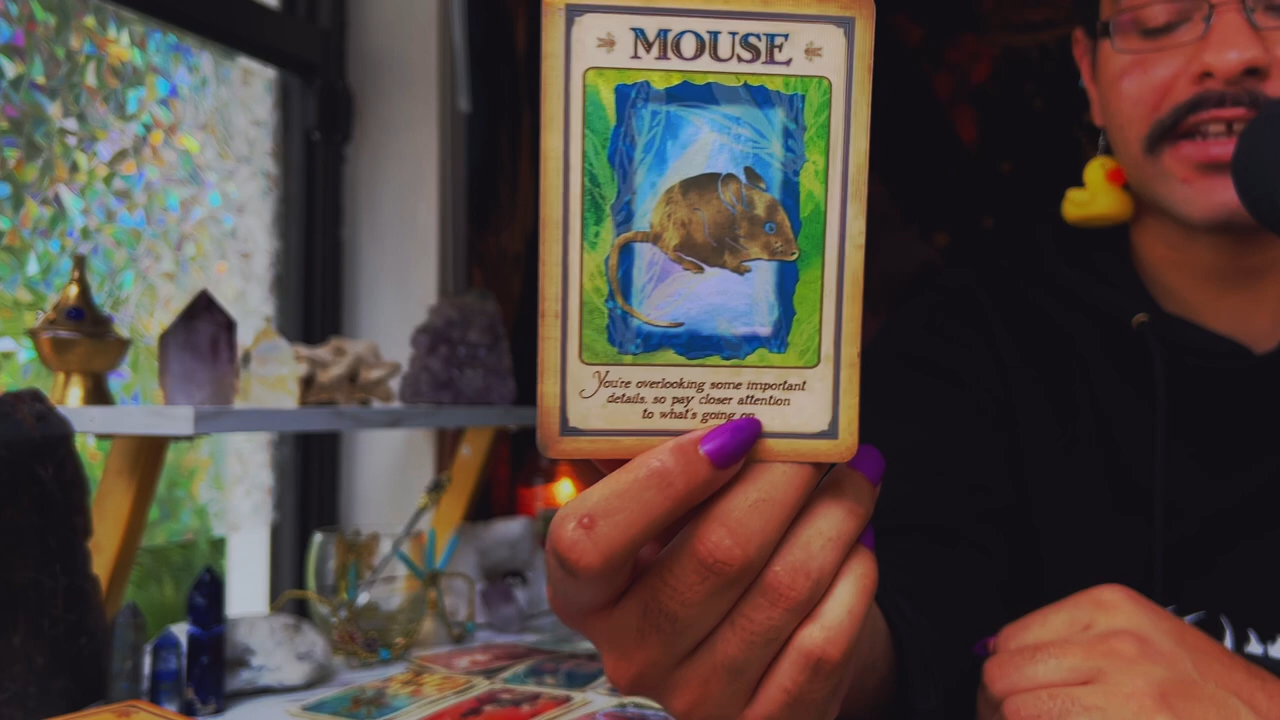 MOUSE
You're overlooking some important
details, so pay closer attention
to what's going on